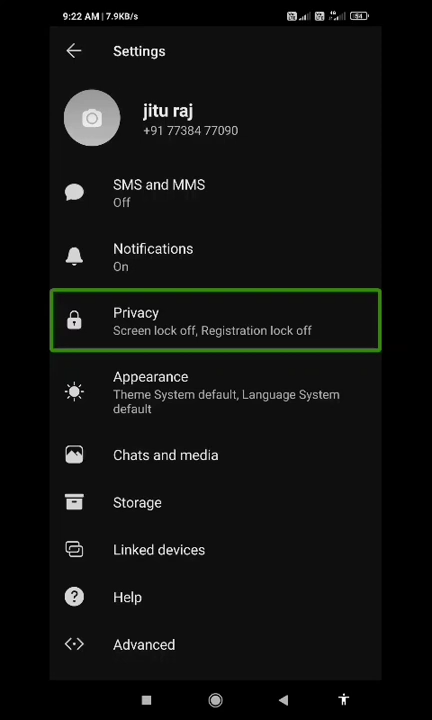 9:22 AM | 7.9KB/s
Settings
jitu raj
+91 77384 77090
SMS and MMS
Off
Notifications
On
Privacy
Screen lock off, Registration lock off
Appearance
Theme System default, Language System
default
Chats and media
Storage
Linked devices
Help
Advanced